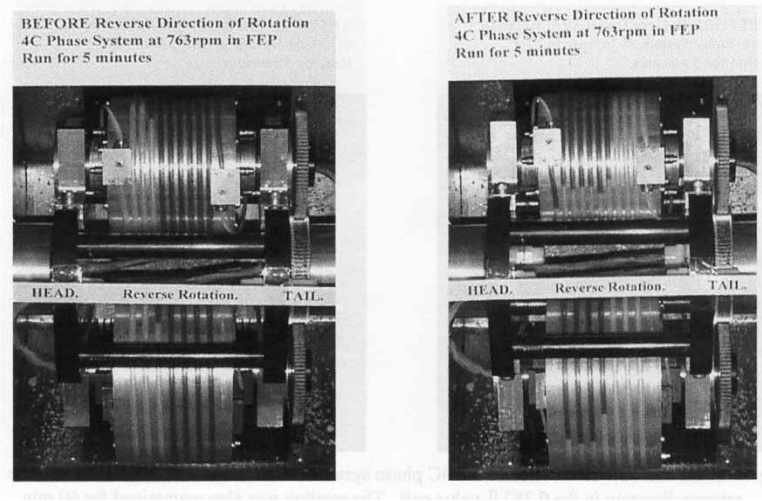 BEFORE Reverse Direction of Rotation
4C Phase System at 763rpm in FEP
Run for 5 minutes
HEAD. Reverse Rotation. TAIL.
AFTER Reverse Direction of Rotation
4C Phase System at 763rpm in FEP
Run for 5 minutes
HEAD. Reverse Rotation. TAIL.